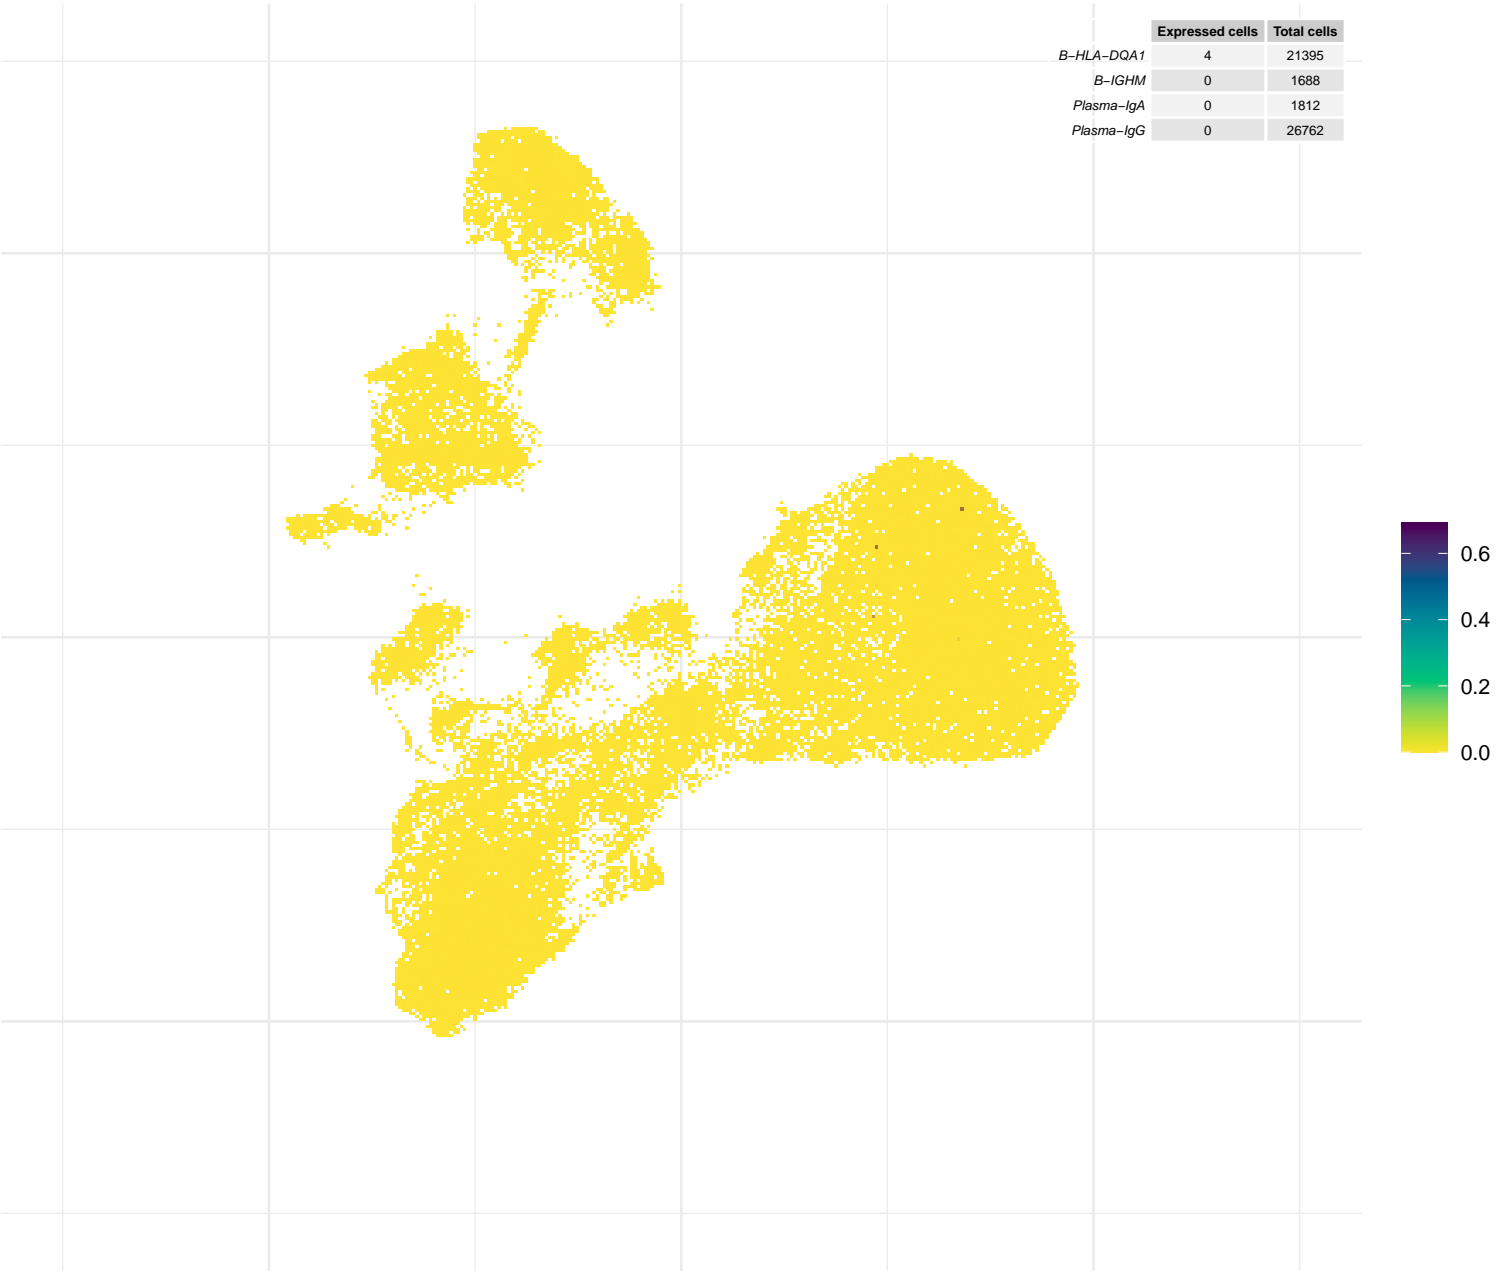 Expressed cells Total cells
B−HLA−DQA1 4 21395
B−IGHM 0 1688
Plasma−IgA 0 1812
Plasma−IgG 0 26762
0.6
0.4
0.2
0.0